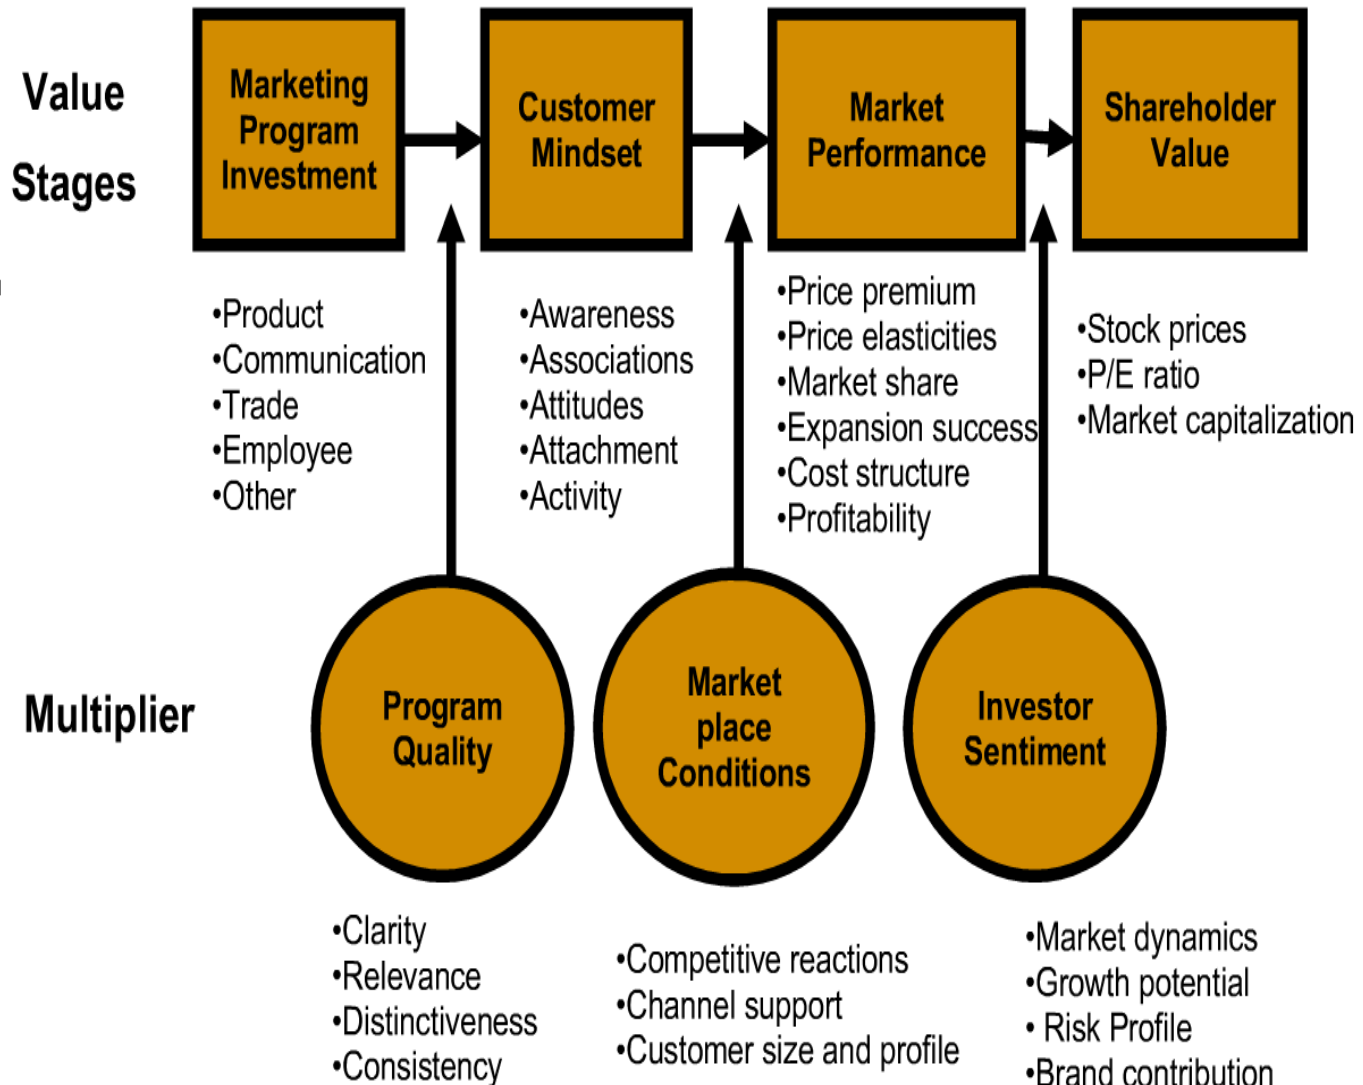 Value
Stages
Marketing
Program
Investment
Customer
Mindset
Market
Performance
Shareholder
Value
•Product
•Communication
•Trade
•Employee
•Other
•Awareness
•Associations
•Attitudes
•Attachment
•Activity
•Price premium
•Price elasticities
•Market share
•Expansion success
•Cost structure
•Profitability
•Stock prices
•P/E ratio
•Market capitalization
Multiplier
Program
Quality
Market
place
Conditions
Investor
Sentiment
•Clarity
•Relevance
•Distinctiveness
•Consistency
•Competitive reactions
•Channel support
•Customer size and profile
•Market dynamics
•Growth potential
• Risk Profile
•Brand contribution